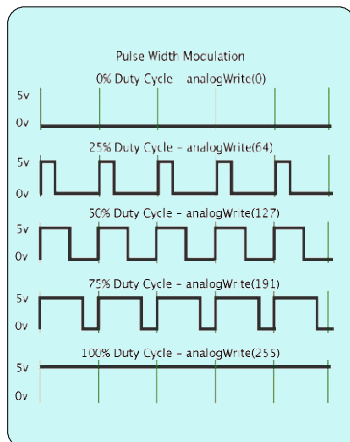 Pulse Width Modulation
0% Duty Cycle – analogWrite(0)
5v
0v
25% Duty Cycle – analogWrite(64)
5v
0v
50% Duty Cycle – analogWrite(127)
5v
0v
75% Duty Cycle – analogWrite(191)
5v
0v
100% Duty Cycle – analogWrite(255)
5v
0v